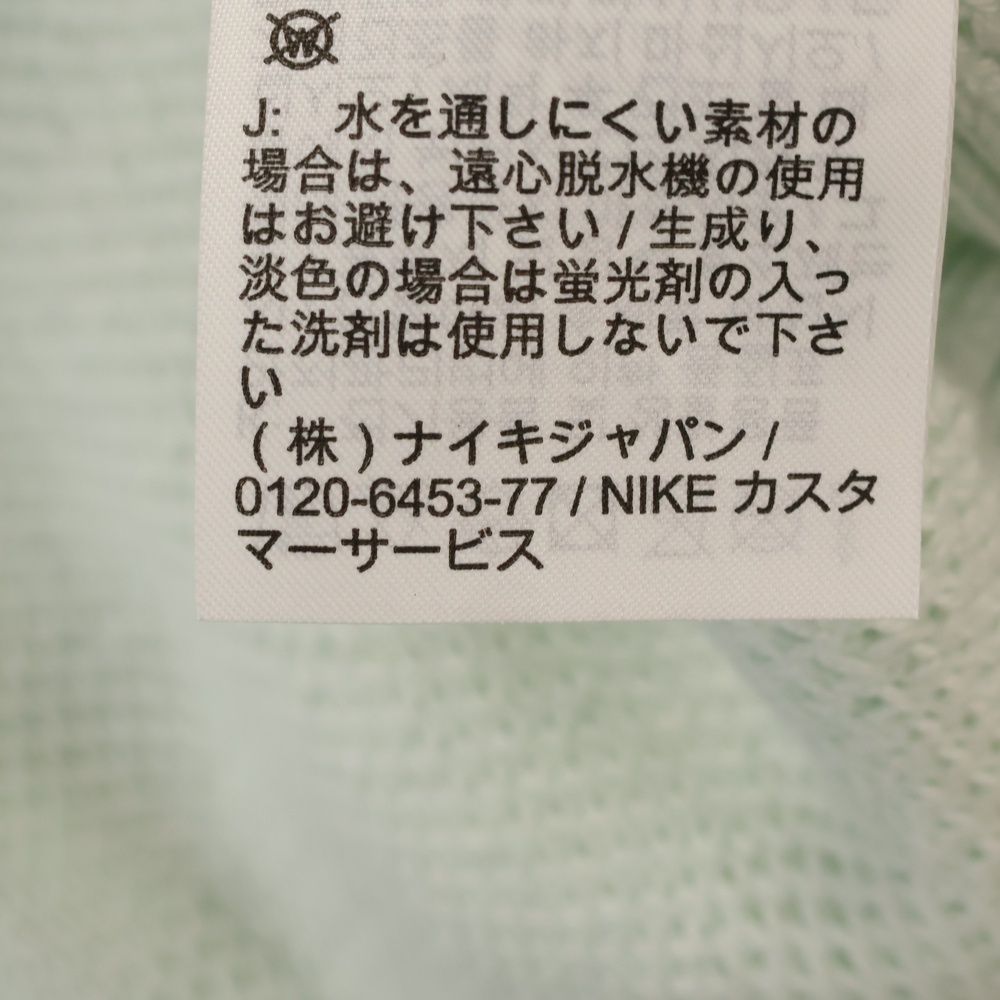 W
J: 水を通しにくい素材の
場合は、遠心脱水機の使用
はお避け下さい / 生成り、
淡色の場合は蛍光剤の入っ
た洗剤は使用しないで下さ
い
(株)ナイキジャパン /
0120-6453-77 / NIKE カスタ
マーサービス